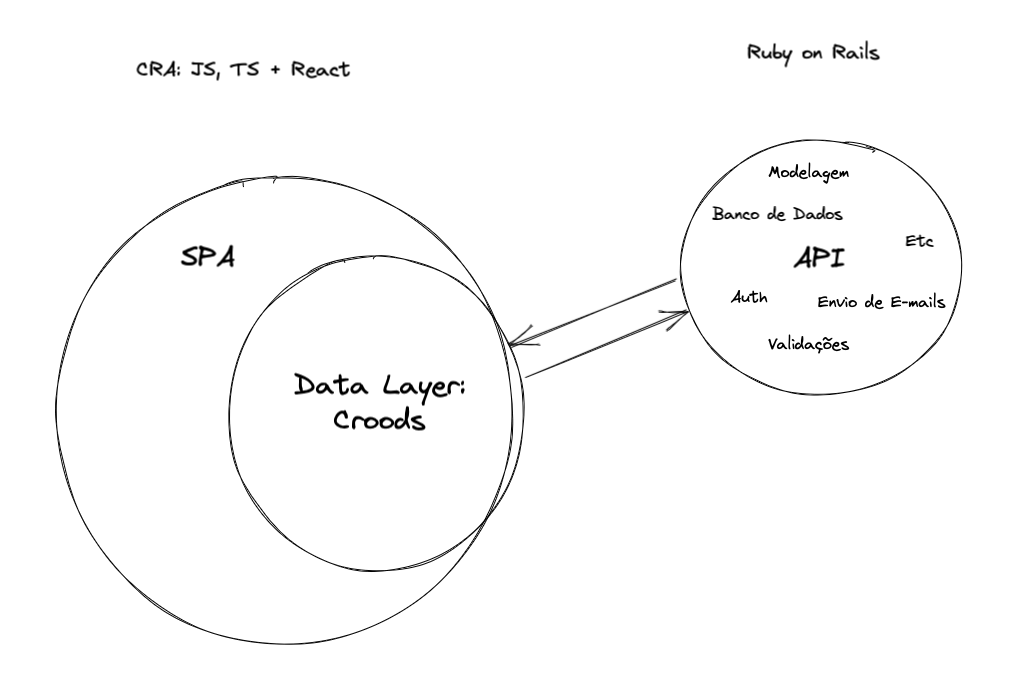 CRA: JS, TS + React
Ruby on Rails
SPA
Data Layer:
Croods
Modelagem
Banco de Dados
Etc
API
Auth
Envio de E-mails
Validações